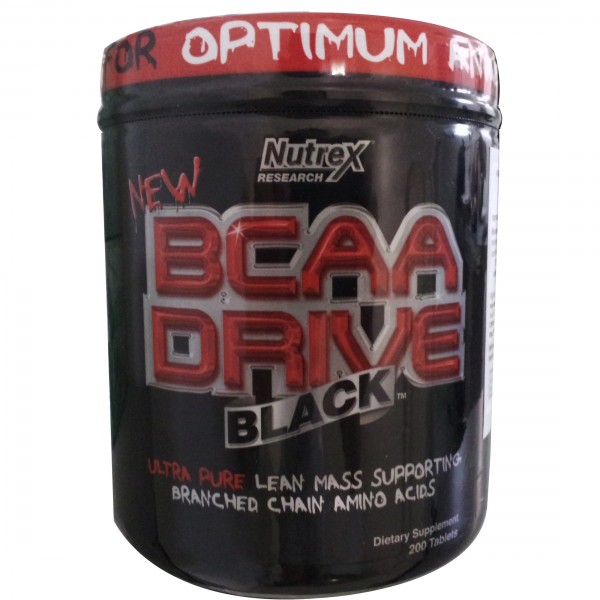 FOR OPTIMUM
Nutrex
RESEARCH
NEW
BCAA
DRIVE
BLACK™
ULTRA PURE LEAN MASS SUPPORTING
BRANCHED CHAIN AMINO ACIDS
Dietary Supplement
200 Tablets